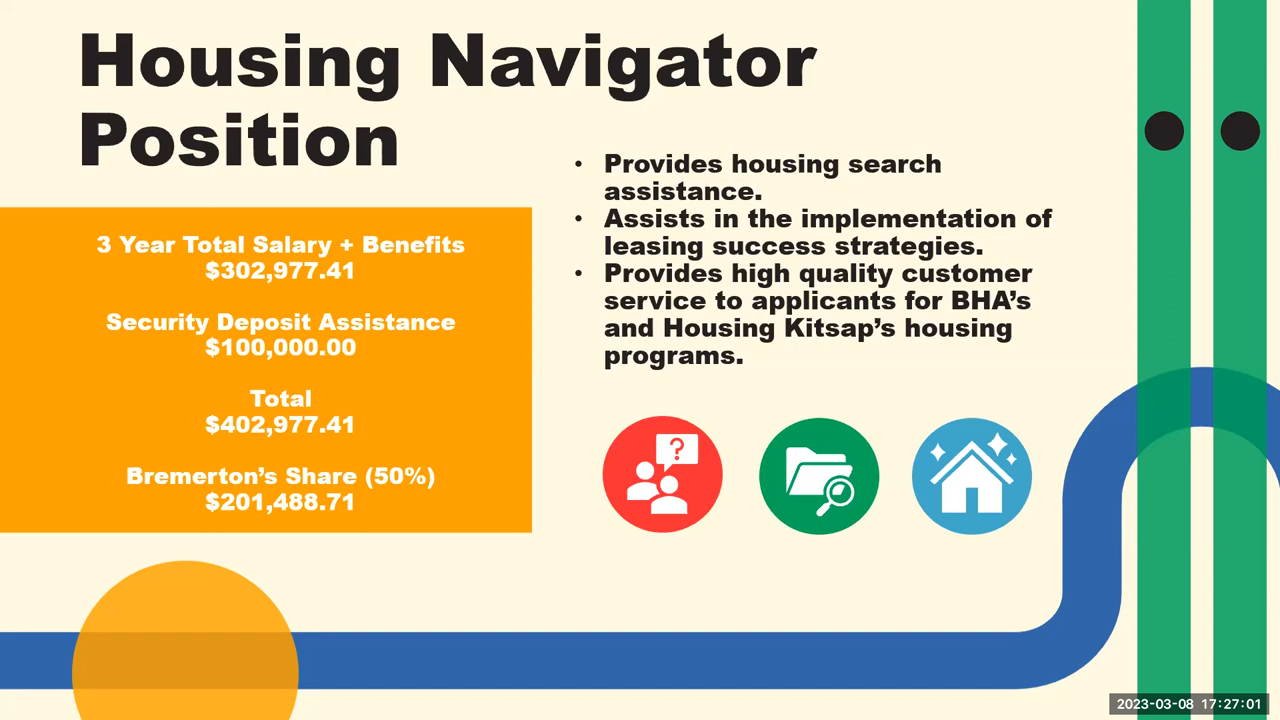 Housing Navigator
Position
3 Year Total Salary + Benefits
$302,977.41
Security Deposit Assistance
$100,000.00
Total
$402,977.41
Bremerton's Share (50%)
$201,488.71
• Provides housing search
assistance.
• Assists in the implementation of
leasing success strategies.
• Provides high quality customer
service to applicants for BHA's
and Housing Kitsap's housing
programs.
?
2023-03-08 17:27:01